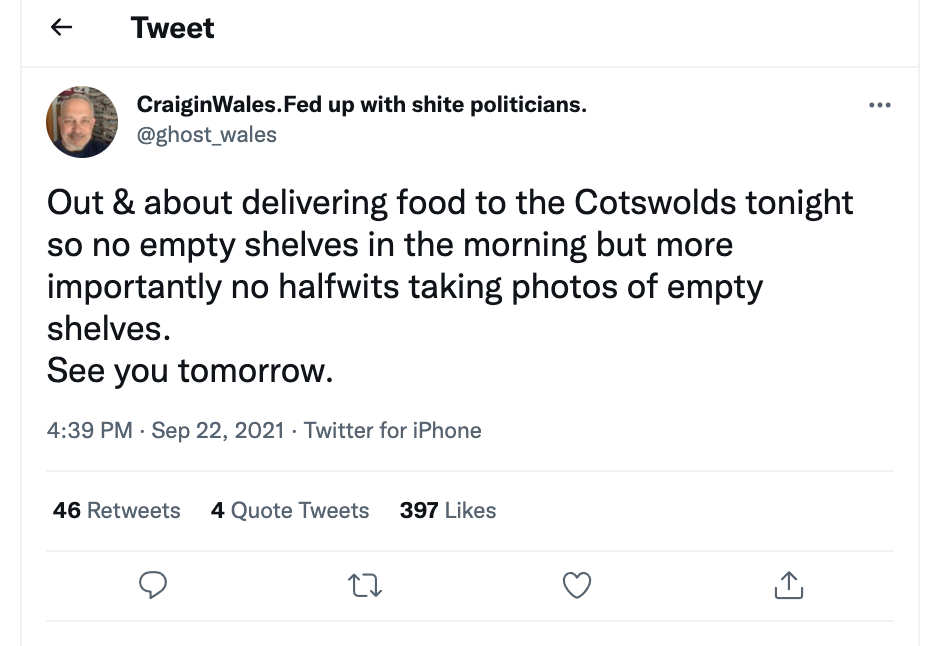 Tweet
CraiginWales.Fed up with shite politicians.
@ghost_wales
Out & about delivering food to the Cotswolds tonight
so no empty shelves in the morning but more
importantly no halfwits taking photos of empty
shelves.
See you tomorrow.
4:39 PM · Sep 22, 2021 · Twitter for iPhone
46 Retweets 4 Quote Tweets 397 Likes